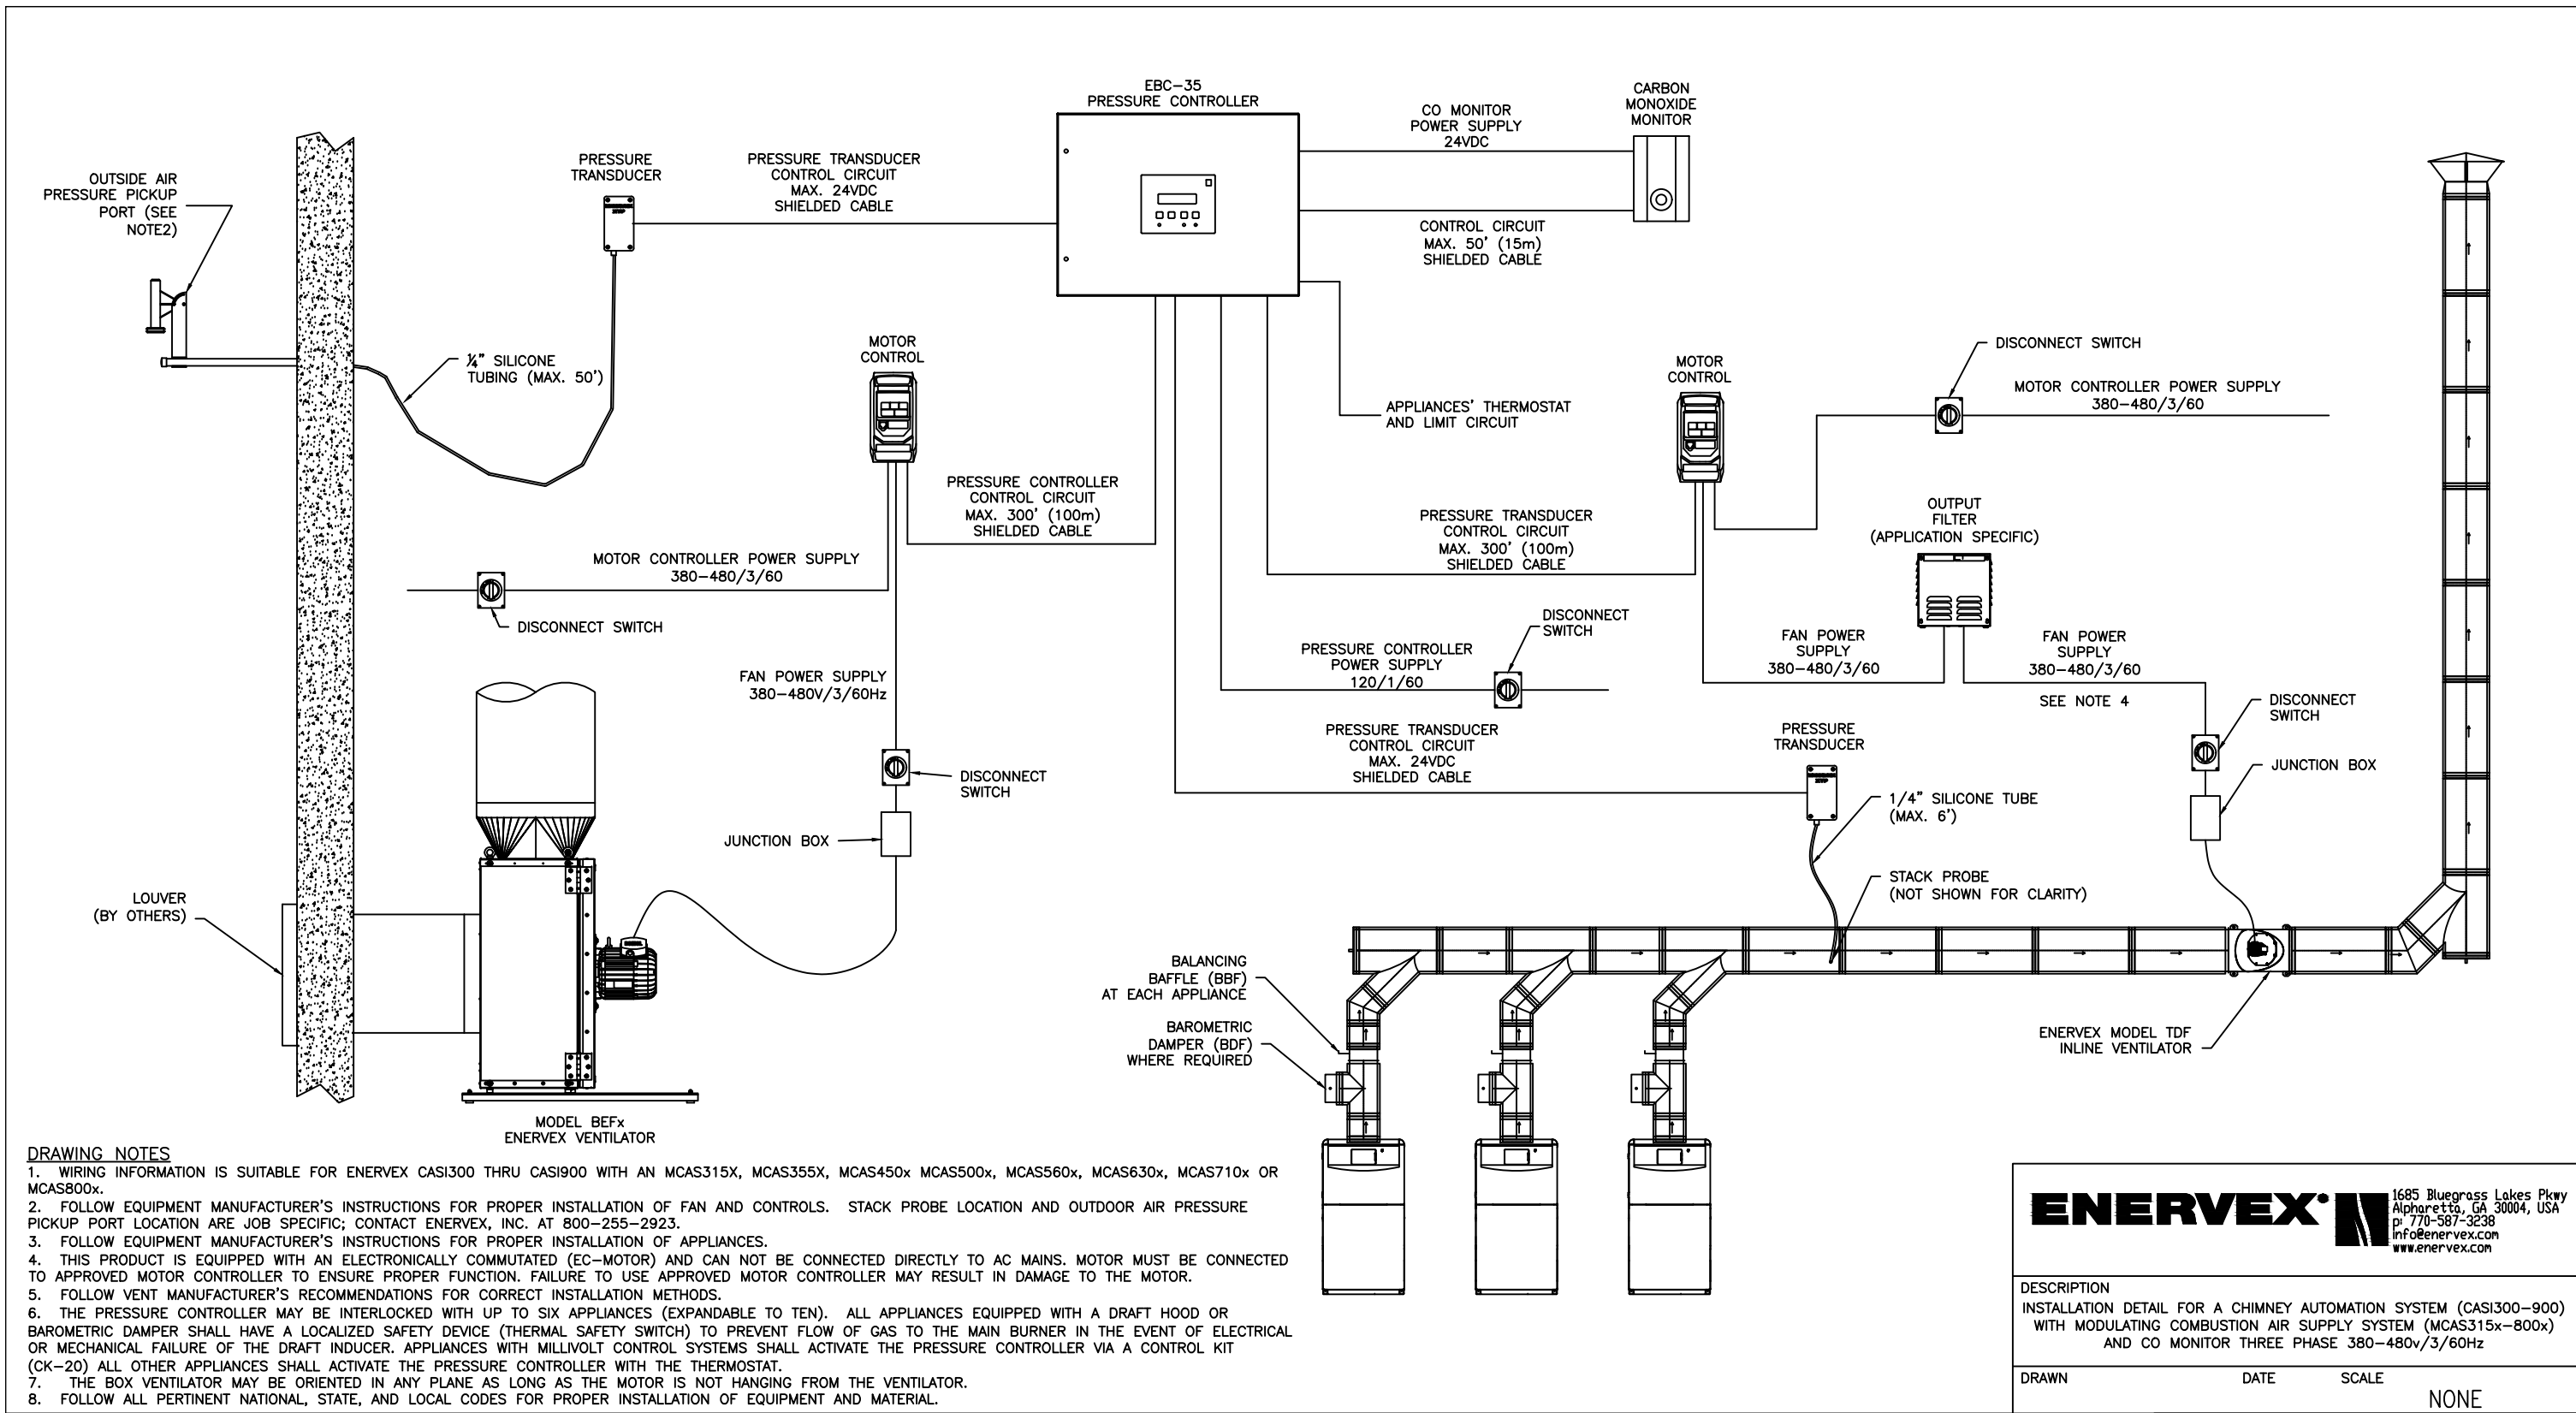 EBC-35
PRESSURE CONTROLLER
CARBON
MONOXIDE
MONITOR
CO MONITOR
POWER SUPPLY
24VDC
PRESSURE
TRANSDUCER
PRESSURE TRANSDUCER
CONTROL CIRCUIT
MAX. 24VDC
SHIELDED CABLE
OUTSIDE AIR
PRESSURE PICKUP
PORT (SEE
NOTE2)
CONTROL CIRCUIT
MAX. 50' (15m)
SHIELDED CABLE
¼" SILICONE
TUBING (MAX. 50')
MOTOR
CONTROL
MOTOR
CONTROL
DISCONNECT SWITCH
MOTOR CONTROLLER POWER SUPPLY
380-480/3/60
APPLIANCES' THERMOSTAT
AND LIMIT CIRCUIT
PRESSURE CONTROLLER
CONTROL CIRCUIT
MAX. 300' (100m)
SHIELDED CABLE
PRESSURE TRANSDUCER
CONTROL CIRCUIT
MAX. 300' (100m)
SHIELDED CABLE
OUTPUT
FILTER
(APPLICATION SPECIFIC)
MOTOR CONTROLLER POWER SUPPLY
380-480/3/60
DISCONNECT SWITCH
DISCONNECT
SWITCH
PRESSURE CONTROLLER
POWER SUPPLY
120/1/60
FAN POWER
SUPPLY
380-480/3/60
FAN POWER
SUPPLY
380-480/3/60
SEE NOTE 4
FAN POWER SUPPLY
380-480V/3/60Hz
DISCONNECT
SWITCH
PRESSURE TRANSDUCER
CONTROL CIRCUIT
MAX. 24VDC
SHIELDED CABLE
PRESSURE
TRANSDUCER
DISCONNECT
SWITCH
JUNCTION BOX
1/4" SILICONE TUBE
(MAX. 6')
JUNCTION BOX
STACK PROBE
(NOT SHOWN FOR CLARITY)
LOUVER
(BY OTHERS)
BALANCING
BAFFLE (BBF)
AT EACH APPLIANCE
BAROMETRIC
DAMPER (BDF)
WHERE REQUIRED
ENERVEX MODEL TDF
INLINE VENTILATOR
MODEL BEFx
ENERVEX VENTILATOR
DRAWING NOTES
1. WIRING INFORMATION IS SUITABLE FOR ENERVEX CASI300 THRU CASI900 WITH AN MCAS315X, MCAS355X, MCAS450x MCAS500x, MCAS560x, MCAS630x, MCAS710x OR
MCAS800x.
2. FOLLOW EQUIPMENT MANUFACTURER'S INSTRUCTIONS FOR PROPER INSTALLATION OF FAN AND CONTROLS. STACK PROBE LOCATION AND OUTDOOR AIR PRESSURE
PICKUP PORT LOCATION ARE JOB SPECIFIC; CONTACT ENERVEX, INC. AT 800-255-2923.
3. FOLLOW EQUIPMENT MANUFACTURER'S INSTRUCTIONS FOR PROPER INSTALLATION OF APPLIANCES.
4. THIS PRODUCT IS EQUIPPED WITH AN ELECTRONICALLY COMMUTATED (EC-MOTOR) AND CAN NOT BE CONNECTED DIRECTLY TO AC MAINS. MOTOR MUST BE CONNECTED
TO APPROVED MOTOR CONTROLLER TO ENSURE PROPER FUNCTION. FAILURE TO USE APPROVED MOTOR CONTROLLER MAY RESULT IN DAMAGE TO THE MOTOR.
5. FOLLOW VENT MANUFACTURER'S RECOMMENDATIONS FOR CORRECT INSTALLATION METHODS.
6. THE PRESSURE CONTROLLER MAY BE INTERLOCKED WITH UP TO SIX APPLIANCES (EXPANDABLE TO TEN). ALL APPLIANCES EQUIPPED WITH A DRAFT HOOD OR
BAROMETRIC DAMPER SHALL HAVE A LOCALIZED SAFETY DEVICE (THERMAL SAFETY SWITCH) TO PREVENT FLOW OF GAS TO THE MAIN BURNER IN THE EVENT OF ELECTRICAL
OR MECHANICAL FAILURE OF THE DRAFT INDUCER. APPLIANCES WITH MILLIVOLT CONTROL SYSTEMS SHALL ACTIVATE THE PRESSURE CONTROLLER VIA A CONTROL KIT
(CK-20) ALL OTHER APPLIANCES SHALL ACTIVATE THE PRESSURE CONTROLLER WITH THE THERMOSTAT.
7. THE BOX VENTILATOR MAY BE ORIENTED IN ANY PLANE AS LONG AS THE MOTOR IS NOT HANGING FROM THE VENTILATOR.
8. FOLLOW ALL PERTINENT NATIONAL, STATE, AND LOCAL CODES FOR PROPER INSTALLATION OF EQUIPMENT AND MATERIAL.
ENERVEX
1685 Bluegrass Lakes Pkwy
Alpharetta, GA 30004, USA
p: 770-587-3238
info@enervex.com
www.enervex.com
DESCRIPTION
INSTALLATION DETAIL FOR A CHIMNEY AUTOMATION SYSTEM (CASI300-900)
WITH MODULATING COMBUSTION AIR SUPPLY SYSTEM (MCAS315x-800x)
AND CO MONITOR THREE PHASE 380-480v/3/60Hz
DRAWN DATE SCALE
NONE